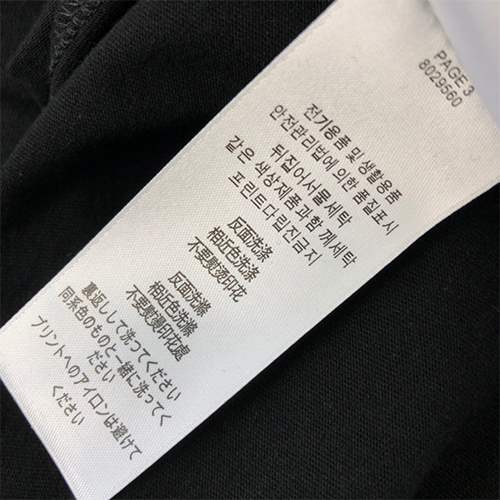 PAGE 3
8029560
전기용품 및 생활용품
안전관리법에 의한 품질표시
뒤집어서물세탁
같은 색상제품과함 께세탁
프린트다림질금지
反面洗涤
相近色洗涤
不要熨烫印花
反面洗滌
相近色洗滌
不要熨燙印花處
裏返しして洗ってください
同系色のものと一緒に洗ってく
ださい
プリントへのアイロンは避けて
ください